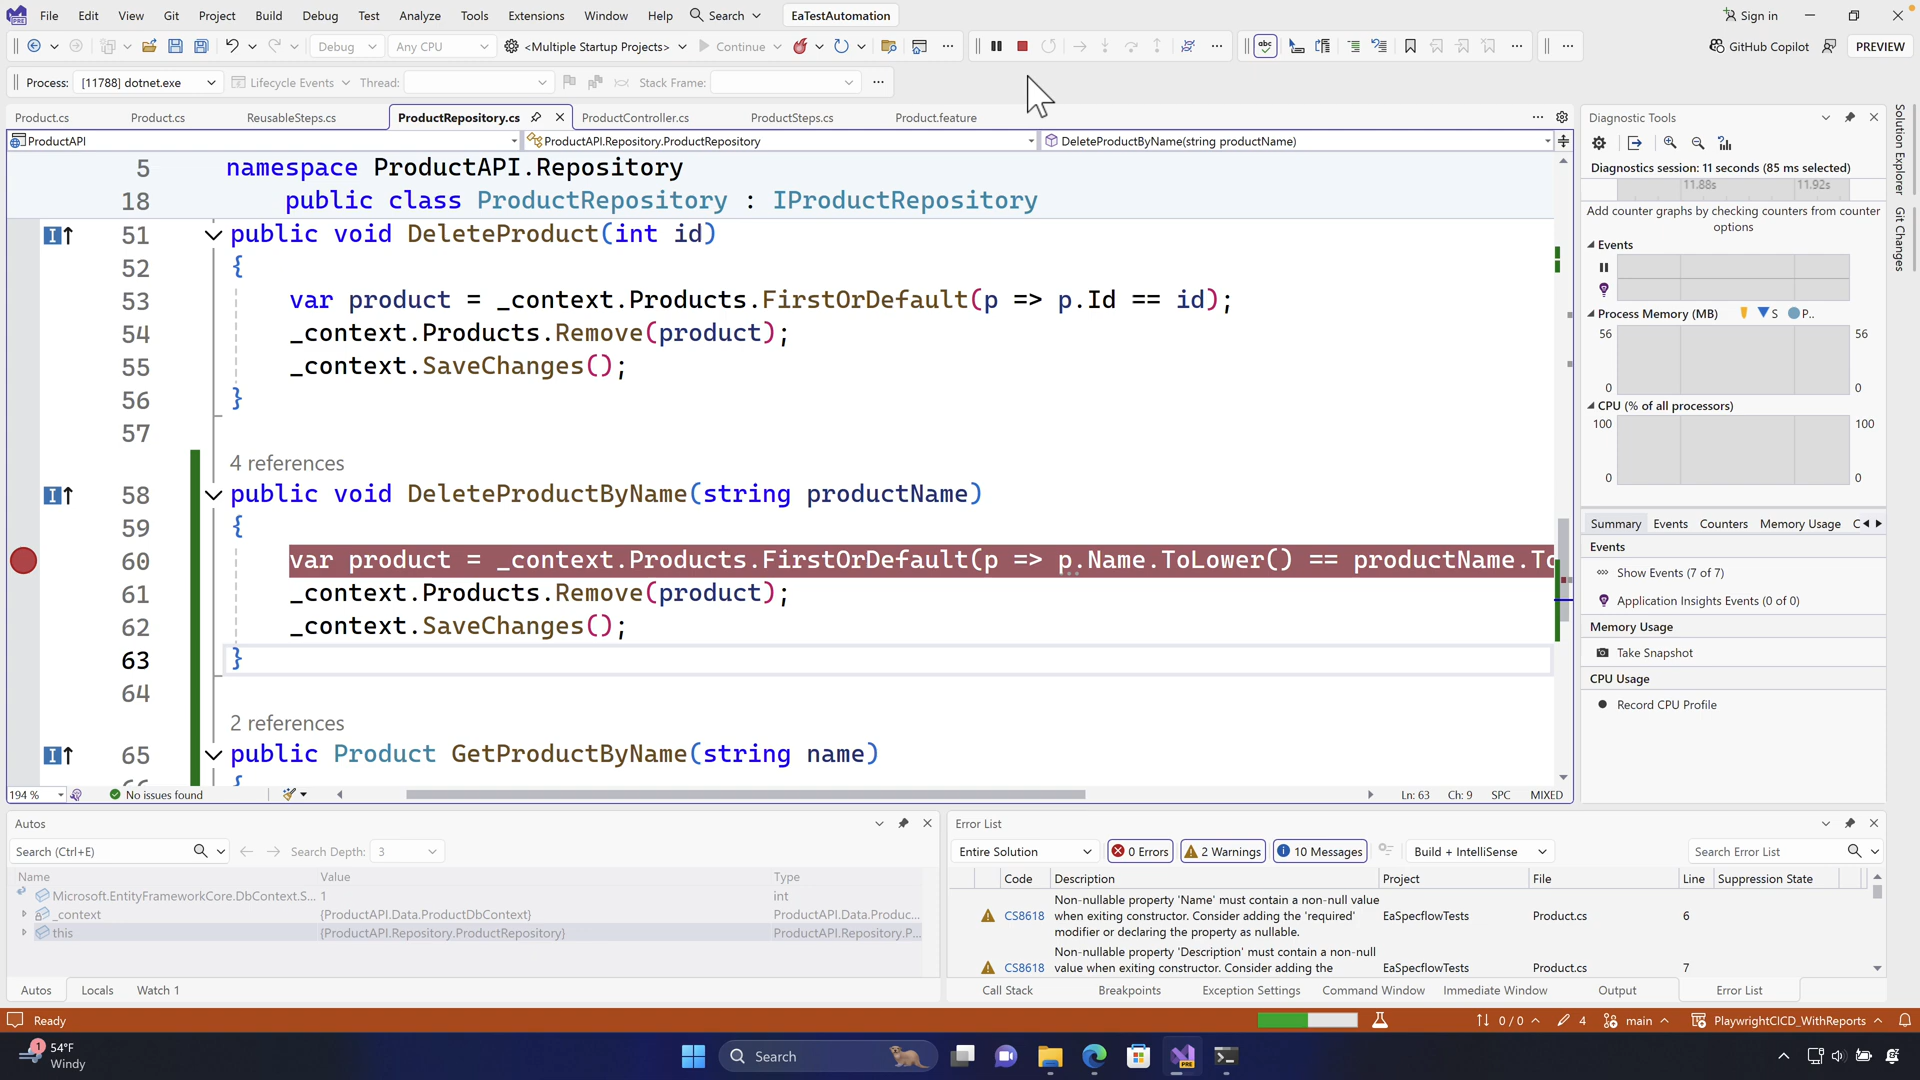 File Edit View Git Project Build Debug Test Analyze Tools Extensions Window Help Search EaTestAutomation Sign in
Debug Any CPU <Multiple Startup Projects> Continue abc GitHub Copilot PREVIEW
Process: [11788] dotnet.exe Lifecycle Events Thread: Stack Frame:
Product.cs Product.cs ReusableSteps.cs ProductRepository.cs ProductController.cs ProductSteps.cs Product.feature
ProductAPI ProductAPI.Repository.ProductRepository DeleteProductByName(string productName)
5 namespace ProductAPI.Repository
18 public class ProductRepository : IProductRepository
51 public void DeleteProduct(int id)
52 {
53 var product = _context.Products.FirstOrDefault(p => p.Id == id);
54 _context.Products.Remove(product);
55 _context.SaveChanges();
56 }
57
4 references
58 public void DeleteProductByName(string productName)
59 {
60 var product = _context.Products.FirstOrDefault(p => p.Name.ToLower() == productName.To
61 _context.Products.Remove(product);
62 _context.SaveChanges();
63 }
64
2 references
65 public Product GetProductByName(string name)
{
194 % No issues found Ln: 63 Ch: 9 SPC MIXED
Diagnostic Tools
Diagnostics session: 11 seconds (85 ms selected)
11.88s 11.92s
Add counter graphs by checking counters from counter
options
Events
Process Memory (MB) S P..
56 56
0 0
CPU (% of all processors)
100 100
0 0
Summary Events Counters Memory Usage C
Events
Show Events (7 of 7)
Application Insights Events (0 of 0)
Memory Usage
Take Snapshot
CPU Usage
Record CPU Profile
Solution Explorer
Git Changes
Autos
Search (Ctrl+E) Search Depth: 3
Name Value Type
Microsoft.EntityFrameworkCore.DbContext.S... 1 int
_context {ProductAPI.Data.ProductDbContext} ProductAPI.Data.Produc...
this {ProductAPI.Repository.ProductRepository} ProductAPI.Repository.P...
Autos Locals Watch 1
Error List
Entire Solution 0 Errors 2 Warnings 10 Messages Build + IntelliSense Search Error List
Code Description Project File Line Suppression State
Non-nullable property 'Name' must contain a non-null value
CS8618 when exiting constructor. Consider adding the 'required' EaSpecflowTests Product.cs 6
modifier or declaring the property as nullable.
Non-nullable property 'Description' must contain a non-null
CS8618 value when exiting constructor. Consider adding the EaSpecflowTests Product.cs 7
Call Stack Breakpoints Exception Settings Command Window Immediate Window Output Error List
Ready 0 / 0 4 main PlaywrightCICD_WithReports
1 54°F
Windy
Search
PRE